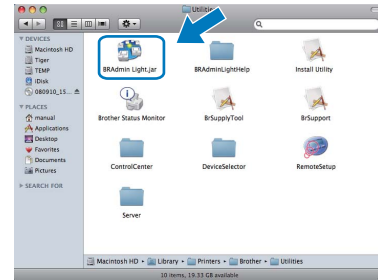 Utilities
DEVICES
Macintosh HD
Tiger
TEMP
iDisk
080910_15...
PLACES
manual
Applications
Desktop
Favorites
Documents
Pictures
SEARCH FOR
BRAdmin Light.jar
BRAdminLightHelp
Install Utility
Brother Status Monitor
BrSupplyTool
BrSupport
ControlCenter
DeviceSelector
RemoteSetup
Server
Macintosh HD ▸ Library ▸ Printers ▸ Brother ▸ Utilities
10 items, 19.33 GB available